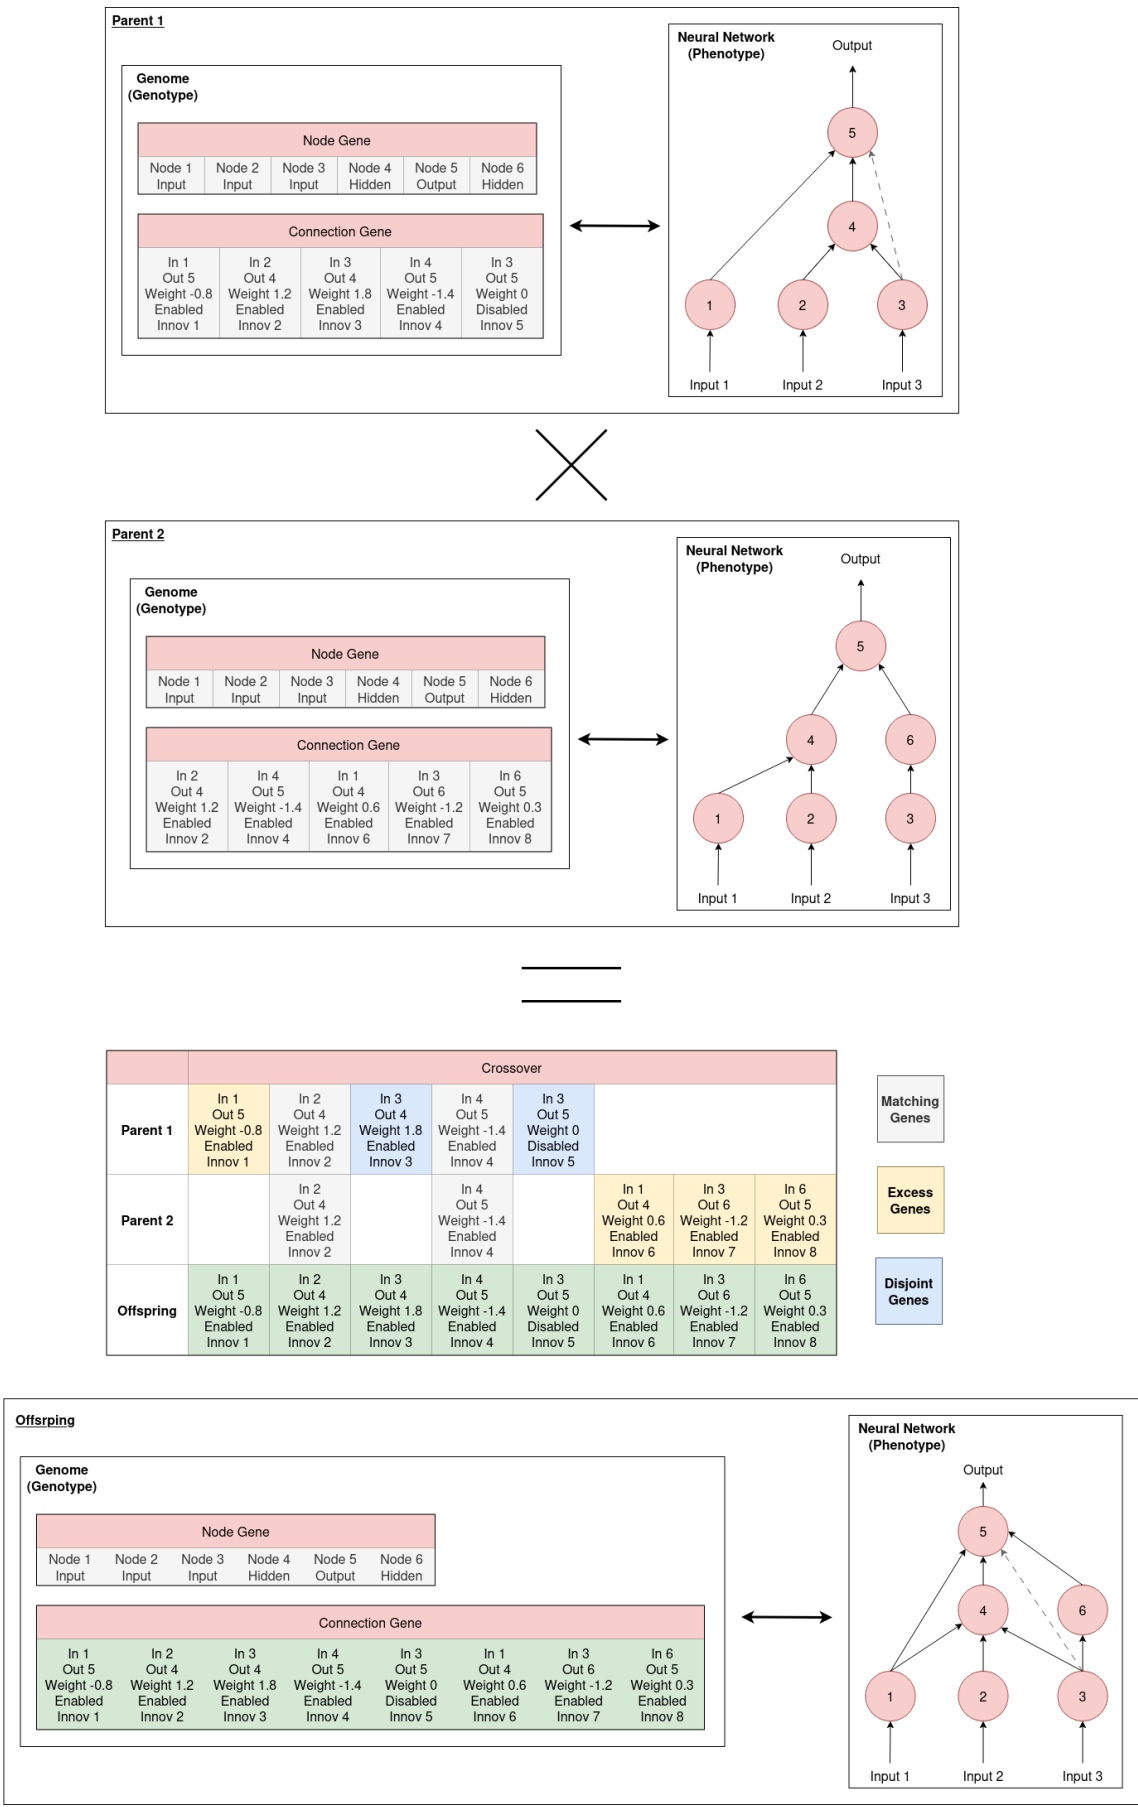 Parent 1
Genome
(Genotype)
Node Gene
Node 1 Node 2 Node 3 Node 4 Node 5 Node 6
Input Input Input Hidden Output Hidden
Connection Gene
In 1 In 2 In 3 In 4 In 3
Out 5 Out 4 Out 4 Out 5 Out 5
Weight -0.8 Weight 1.2 Weight 1.8 Weight -1.4 Weight 0
Enabled Enabled Enabled Enabled Disabled
Innov 1 Innov 2 Innov 3 Innov 4 Innov 5
Neural Network
(Phenotype)
Output
5
4
1 2 3
Input 1 Input 2 Input 3
Parent 2
Genome
(Genotype)
Node Gene
Node 1 Node 2 Node 3 Node 4 Node 5 Node 6
Input Input Input Hidden Output Hidden
Connection Gene
In 2 In 4 In 1 In 3 In 6
Out 4 Out 5 Out 4 Out 6 Out 5
Weight 1.2 Weight -1.4 Weight 0.6 Weight -1.2 Weight 0.3
Enabled Enabled Enabled Enabled Enabled
Innov 2 Innov 4 Innov 6 Innov 7 Innov 8
Neural Network
(Phenotype)
Output
5
4 6
1 2 3
Input 1 Input 2 Input 3
Crossover
Parent 1
In 1 In 2 In 3 In 4 In 3
Out 5 Out 4 Out 4 Out 5 Out 5
Weight -0.8 Weight 1.2 Weight 1.8 Weight -1.4 Weight 0
Enabled Enabled Enabled Enabled Disabled
Innov 1 Innov 2 Innov 3 Innov 4 Innov 5
Parent 2
In 2 In 4 In 1 In 3 In 6
Out 4 Out 5 Out 4 Out 6 Out 5
Weight 1.2 Weight -1.4 Weight 0.6 Weight -1.2 Weight 0.3
Enabled Enabled Enabled Enabled Enabled
Innov 2 Innov 4 Innov 6 Innov 7 Innov 8
Offspring
In 1 In 2 In 3 In 4 In 3 In 1 In 3 In 6
Out 5 Out 4 Out 4 Out 5 Out 5 Out 4 Out 6 Out 5
Weight -0.8 Weight 1.2 Weight 1.8 Weight -1.4 Weight 0 Weight 0.6 Weight -1.2 Weight 0.3
Enabled Enabled Enabled Enabled Disabled Enabled Enabled Enabled
Innov 1 Innov 2 Innov 3 Innov 4 Innov 5 Innov 6 Innov 7 Innov 8
Matching
Genes
Excess
Genes
Disjoint
Genes
Offsrping
Genome
(Genotype)
Node Gene
Node 1 Node 2 Node 3 Node 4 Node 5 Node 6
Input Input Input Hidden Output Hidden
Connection Gene
In 1 In 2 In 3 In 4 In 3 In 1 In 3 In 6
Out 5 Out 4 Out 4 Out 5 Out 5 Out 4 Out 6 Out 5
Weight -0.8 Weight 1.2 Weight 1.8 Weight -1.4 Weight 0 Weight 0.6 Weight -1.2 Weight 0.3
Enabled Enabled Enabled Enabled Disabled Enabled Enabled Enabled
Innov 1 Innov 2 Innov 3 Innov 4 Innov 5 Innov 6 Innov 7 Innov 8
Neural Network
(Phenotype)
Output
5
4 6
1 2 3
Input 1 Input 2 Input 3